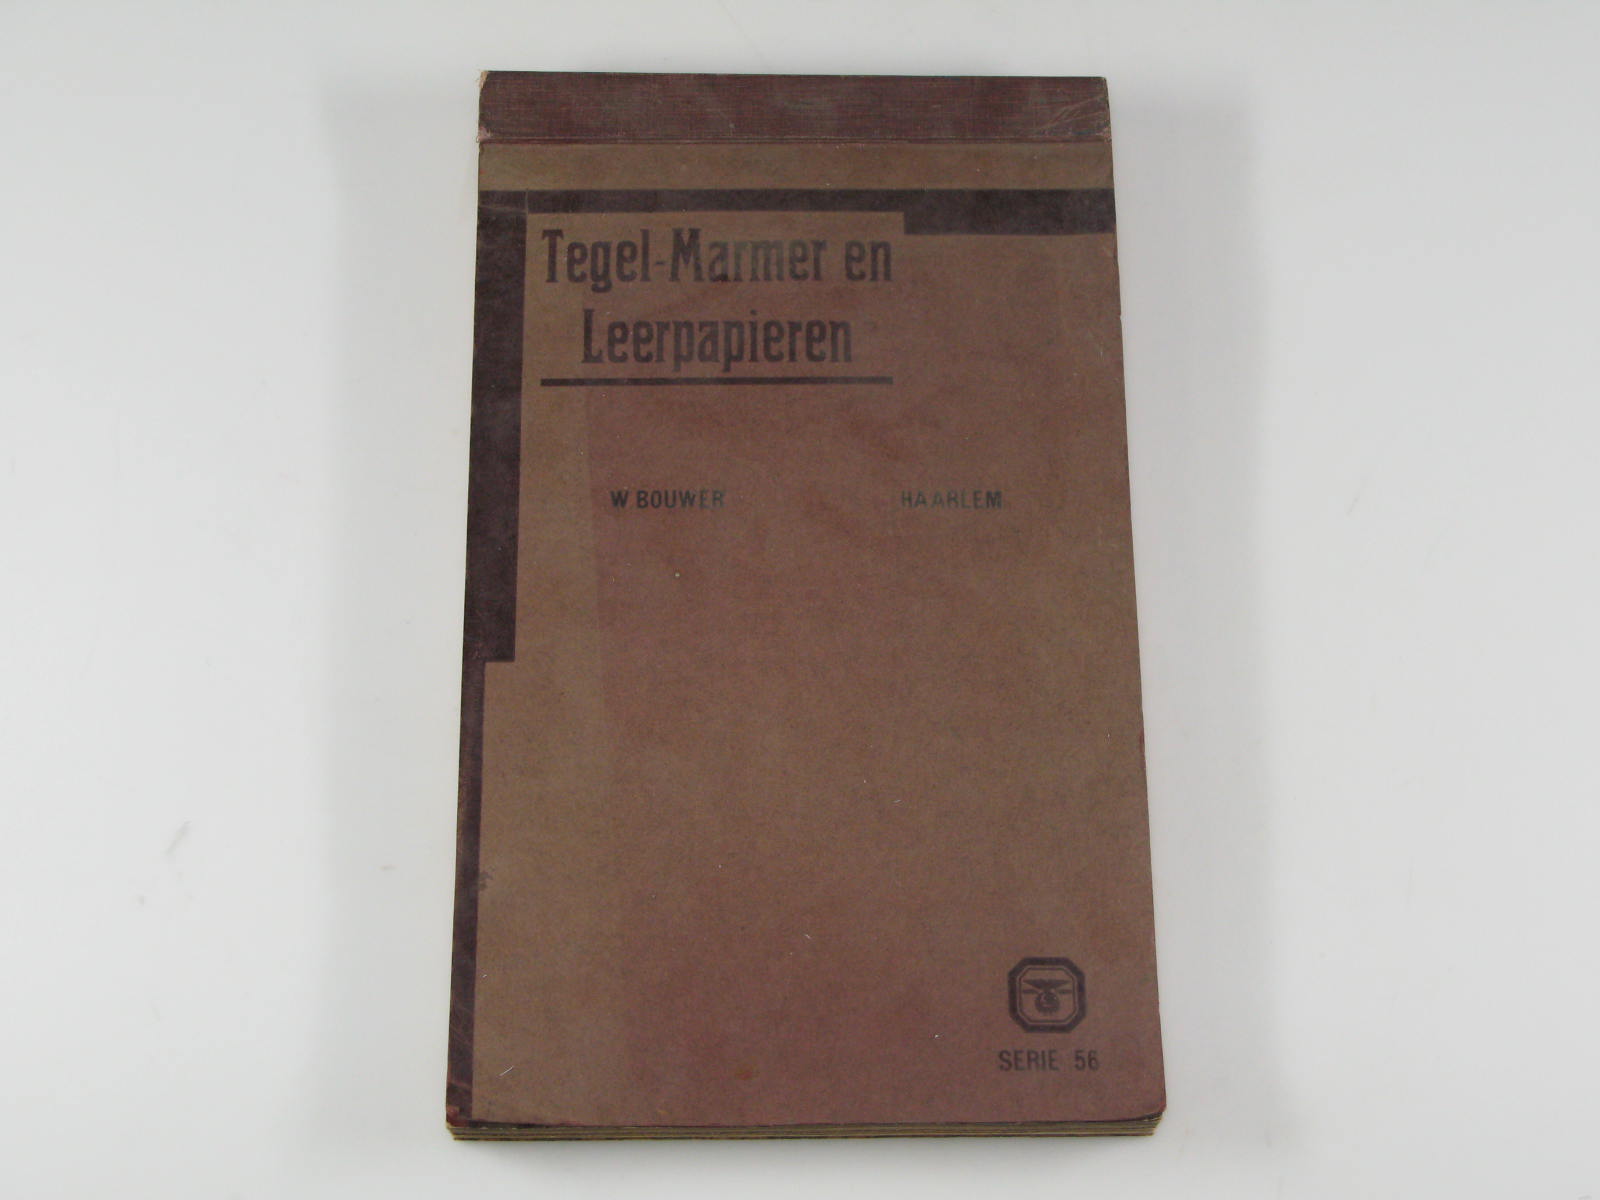 Tegel-Marmer en
Leerpapieren
W BOUWER HAARLEM
SERIE 56